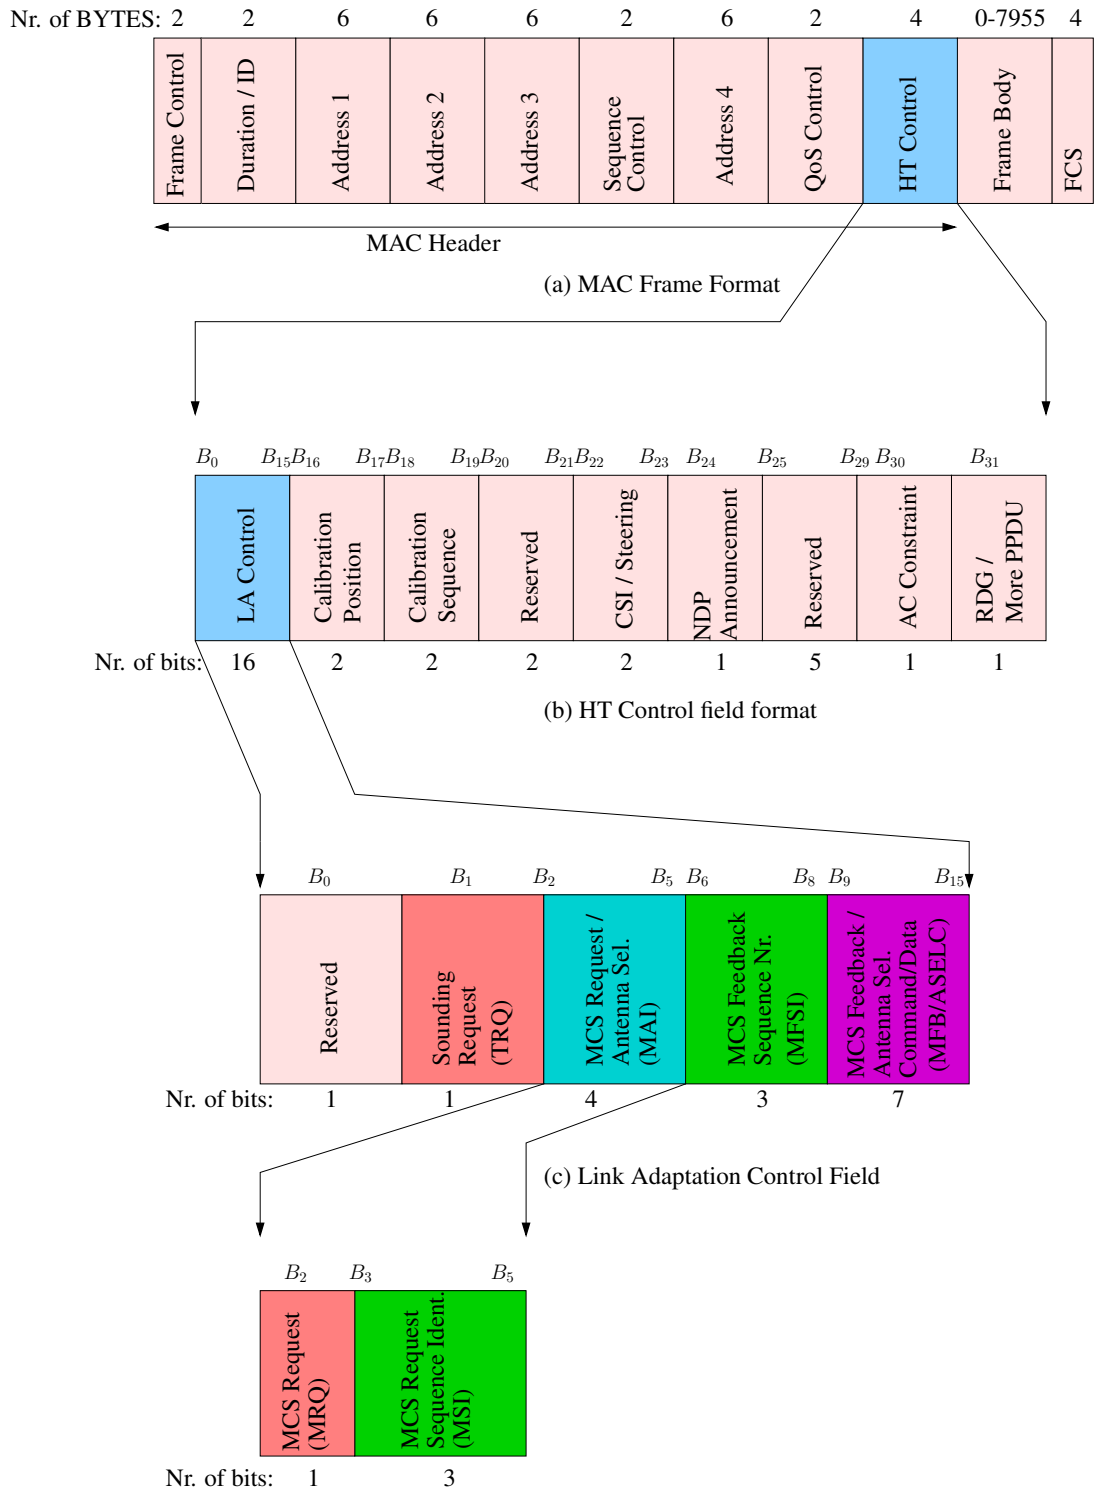 Nr. of BYTES: 2 2 6 6 6 2 6 2 4 0-7955 4
Frame Control
Duration / ID
Address 1
Address 2
Address 3
Sequence
Control
Address 4
QoS Control
HT Control
Frame Body
FCS
MAC Header
(a) MAC Frame Format
B0 B15 B16 B17 B18 B19 B20 B21 B22 B23 B24 B25 B29 B30 B31
LA Control
Calibration
Position
Calibration
Sequence
Reserved
CSI / Steering
NDP
Announcement
Reserved
AC Constraint
RDG /
More PPDU
Nr. of bits: 16 2 2 2 2 1 5 1 1
(b) HT Control field format
B0 B1 B2 B5 B6 B8 B9 B15
Reserved
Sounding
Request
(TRQ)
MCS Request /
Antenna Sel.
(MAI)
MCS Feedback
Sequence Nr.
(MFSI)
MCS Feedback /
Antenna Sel.
Command/Data
(MFB/ASELC)
Nr. of bits: 1 1 4 3 7
(c) Link Adaptation Control Field
B2 B3 B5
MCS Request
(MRQ)
MCS Request
Sequence Ident.
(MSI)
Nr. of bits: 1 3